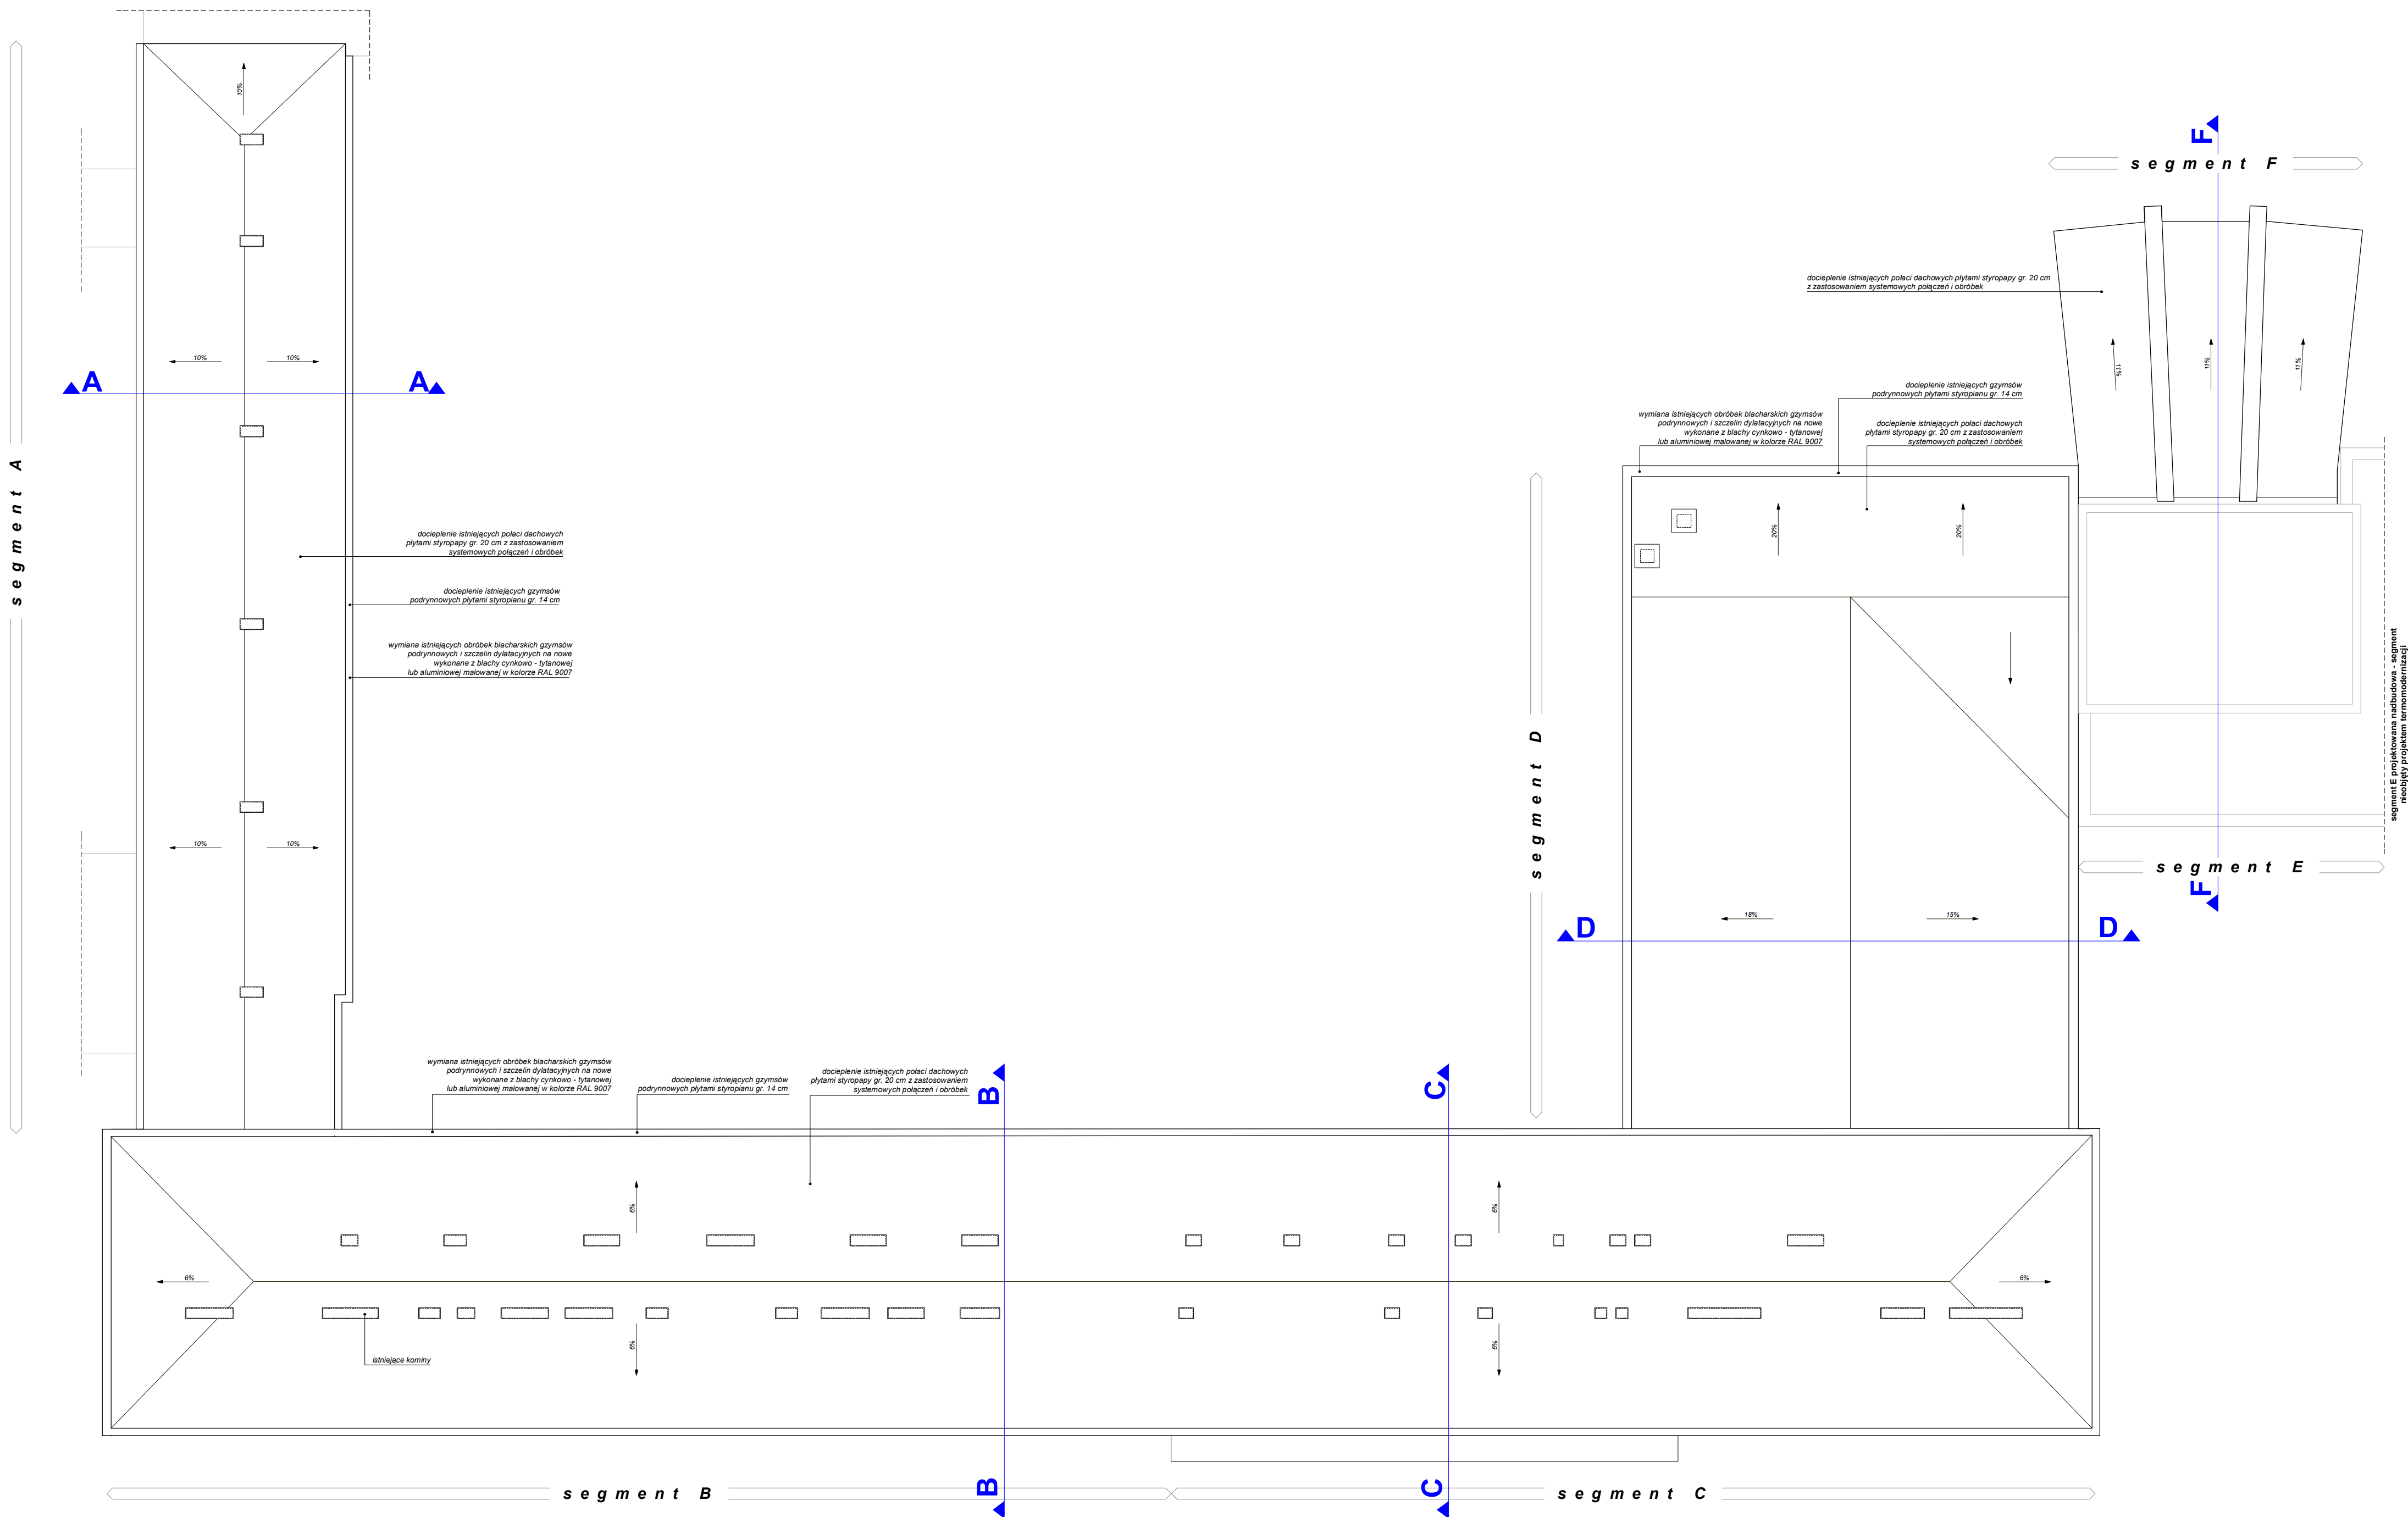 segment A
10%
10%
10%
A
A
docieplenie istniejących połaci dachowych
płytami styropapy gr. 20 cm z zastosowaniem
systemowych połączeń i obróbek
docieplenie istniejących gzymsów
podrynnowych płytami styropianu gr. 14 cm
wymiana istniejących obróbek blacharskich gzymsów
podrynnowych i szczelin dylatacyjnych na nowe
wykonane z blachy cynkowo - tytanowej
lub aluminiowej malowanej w kolorze RAL 9007
10%
10%
F
segment F
docieplenie istniejących połaci dachowych płytami styropapy gr. 20 cm
z zastosowaniem systemowych połączeń i obróbek
11%
11%
11%
docieplenie istniejących gzymsów
podrynnowych płytami styropianu gr. 14 cm
wymiana istniejących obróbek blacharskich gzymsów
podrynnowych i szczelin dylatacyjnych na nowe
wykonane z blachy cynkowo - tytanowej
lub aluminiowej malowanej w kolorze RAL 9007
docieplenie istniejących połaci dachowych
płytami styropapy gr. 20 cm z zastosowaniem
systemowych połączeń i obróbek
20%
20%
segment D
segment E projektowana nadbudowa - segment
nieobjęty projektem termomodernizacji
segment E
F
18%
15%
D
D
wymiana istniejących obróbek blacharskich gzymsów
podrynnowych i szczelin dylatacyjnych na nowe
wykonane z blachy cynkowo - tytanowej
lub aluminiowej malowanej w kolorze RAL 9007
docieplenie istniejących gzymsów
podrynnowych płytami styropianu gr. 14 cm
docieplenie istniejących połaci dachowych
płytami styropapy gr. 20 cm z zastosowaniem
systemowych połączeń i obróbek
B
C
6%
6%
6%
6%
6%
6%
istniejące kominy
segment B
B
C
segment C